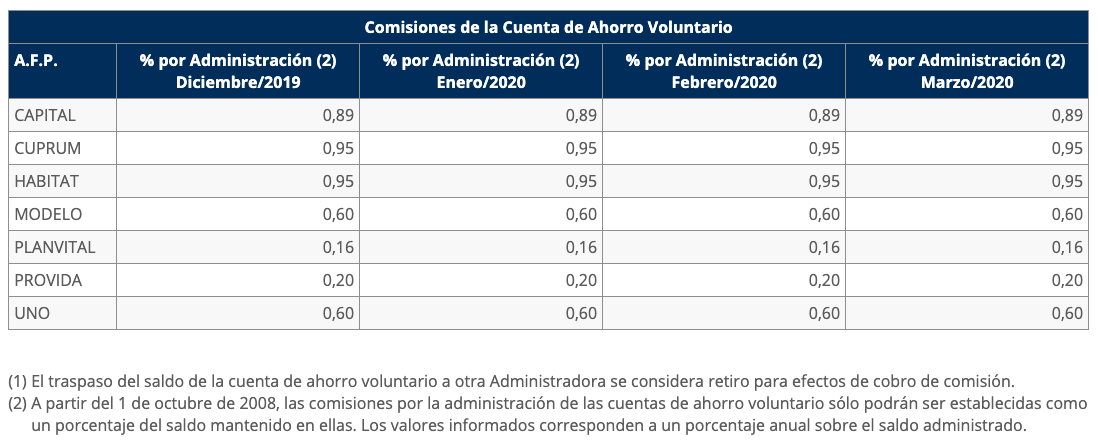 Comisiones de la Cuenta de Ahorro Voluntario
A.F.P. % por Administración (2) % por Administración (2) % por Administración (2) % por Administración (2)
Diciembre/2019 Enero/2020 Febrero/2020 Marzo/2020
CAPITAL 0,89 0,89 0,89 0,89
CUPRUM 0,95 0,95 0,95 0,95
HABITAT 0,95 0,95 0,95 0,95
MODELO 0,60 0,60 0,60 0,60
PLANVITAL 0,16 0,16 0,16 0,16
PROVIDA 0,20 0,20 0,20 0,20
UNO 0,60 0,60 0,60 0,60
(1) El traspaso del saldo de la cuenta de ahorro voluntario a otra Administradora se considera retiro para efectos de cobro de comisión.
(2) A partir del 1 de octubre de 2008, las comisiones por la administración de las cuentas de ahorro voluntario sólo podrán ser establecidas como
un porcentaje del saldo mantenido en ellas. Los valores informados corresponden a un porcentaje anual sobre el saldo administrado.